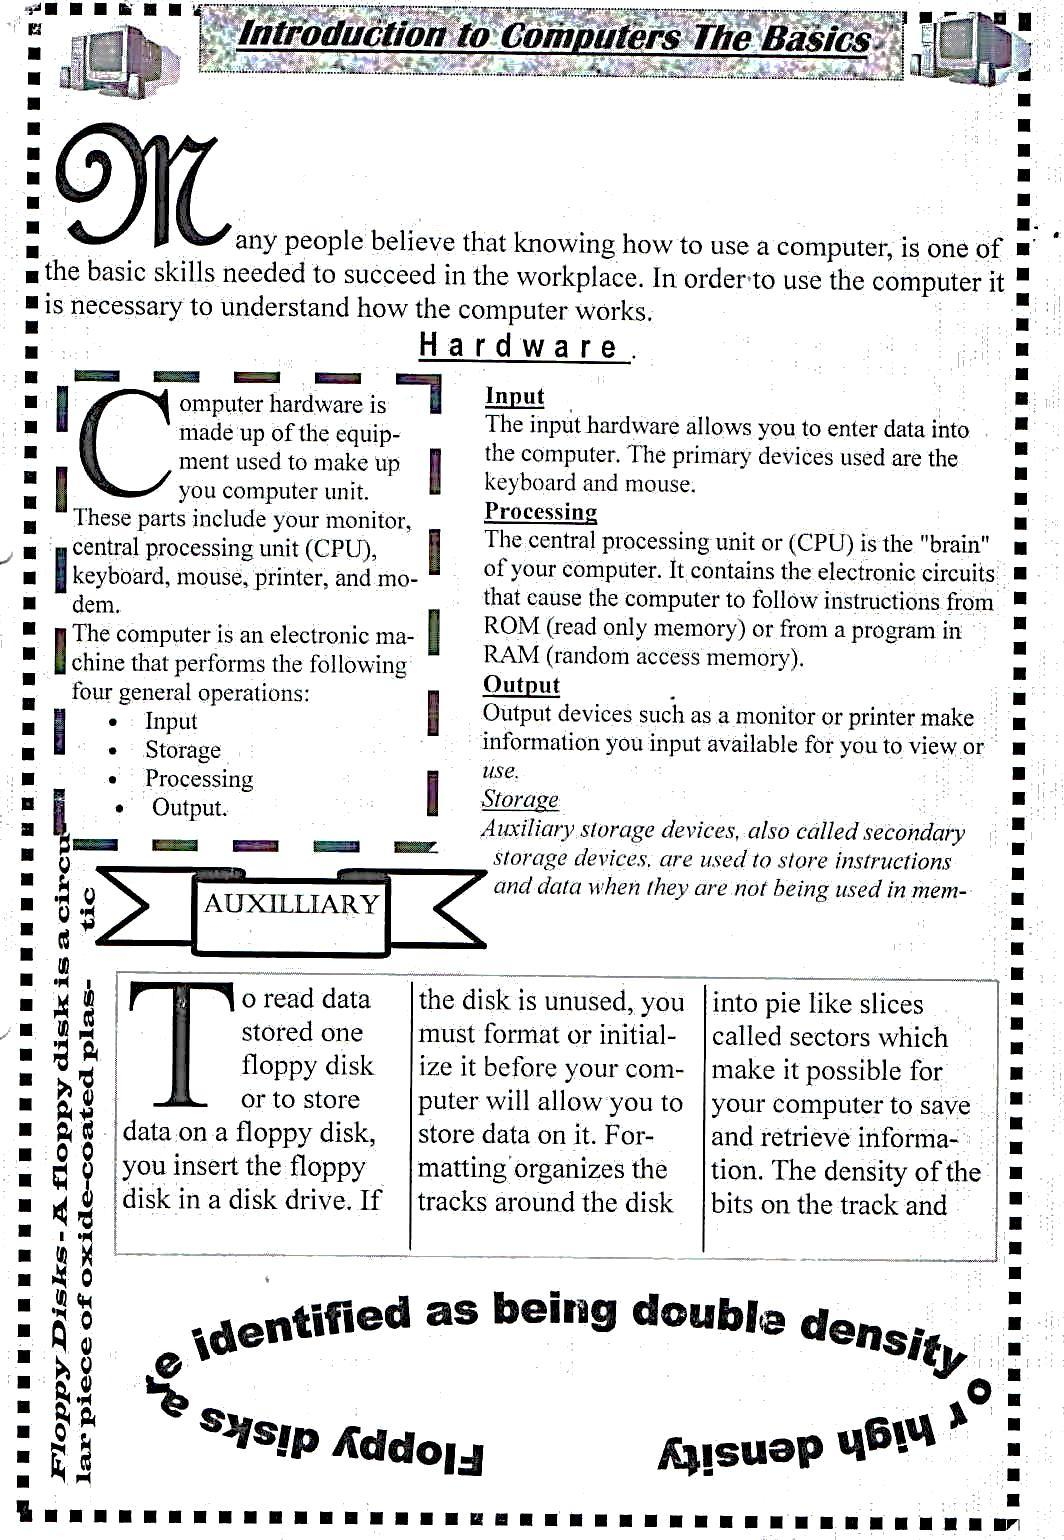 Introduction to Computers The Basics
Many people believe that knowing how to use a computer, is one of
the basic skills needed to succeed in the workplace. In order to use the computer it
is necessary to understand how the computer works.
Hardware.
Computer hardware is
made up of the equip-
ment used to make up
you computer unit.
These parts include your monitor,
central processing unit (CPU),
keyboard, mouse, printer, and mo-
dem.
The computer is an electronic ma-
chine that performs the following
four general operations:
• Input
• Storage
• Processing
• Output.
Input
The input hardware allows you to enter data into
the computer. The primary devices used are the
keyboard and mouse.
Processing
The central processing unit or (CPU) is the "brain"
of your computer. It contains the electronic circuits
that cause the computer to follow instructions from
ROM (read only memory) or from a program in
RAM (random access memory).
Output
Output devices such as a monitor or printer make
information you input available for you to view or
use.
Storage
Auxiliary storage devices, also called secondary
storage devices, are used to store instructions
and data when they are not being used in mem-
AUXILLIARY
Floppy Disks - A floppy disk is a circu
lar piece of oxide-coated plas-
tic
To read data
stored one
floppy disk
or to store
data on a floppy disk,
you insert the floppy
disk in a disk drive. If
the disk is unused, you
must format or initial-
ize it before your com-
puter will allow you to
store data on it. For-
matting organizes the
tracks around the disk
into pie like slices
called sectors which
make it possible for
your computer to save
and retrieve informa-
tion. The density of the
bits on the track and
Floppy disks are identified as being double density or high density